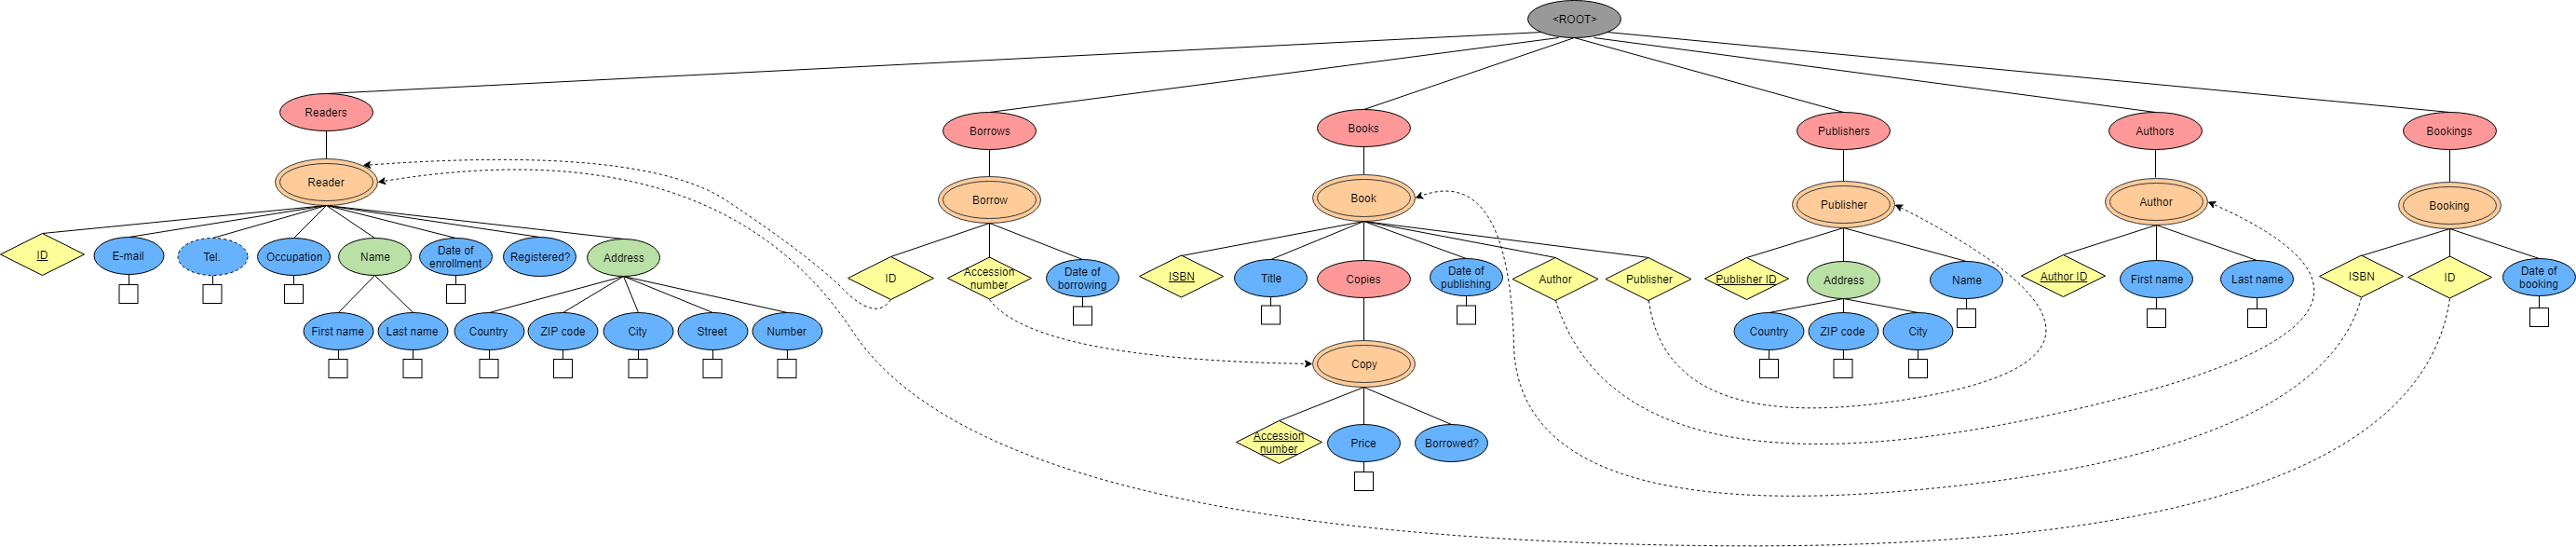 <ROOT>
Readers
Borrows
Books
Publishers
Authors
Bookings
Reader
Borrow
Book
Publisher
Author
Booking
ID
E-mail
Tel.
Occupation
Name
Date of
enrollment
Registered?
Address
ID
Accession
number
Date of
borrowing
ISBN
Title
Copies
Date of
publishing
Author
Publisher
Publisher ID
Address
Name
Author ID
First name
Last name
ISBN
ID
Date of
booking
First name
Last name
Country
ZIP code
City
Street
Number
Country
ZIP code
City
Copy
Accession
number
Price
Borrowed?